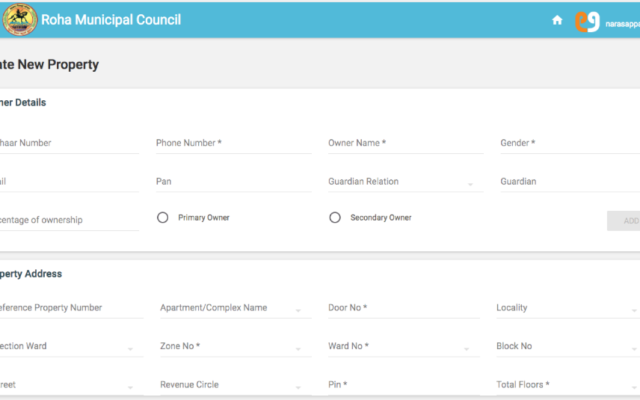 Roha Municipal Council
narasappo
ate New Property
ner Details
haar Number Phone Number * Owner Name * Gender *
ail Pan Guardian Relation Guardian
centage of ownership Primary Owner Secondary Owner ADD
perty Address
eference Property Number Apartment/Complex Name Door No * Locality
ection Ward Zone No * Ward No * Block No
reet Revenue Circle Pin * Total Floors *